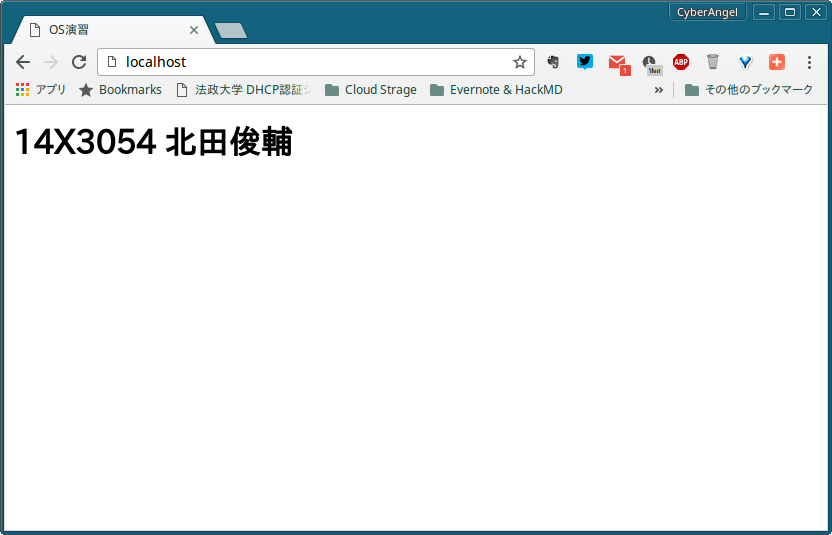 CyberAngel
OS演習
localhost
1
Must
ABP
アプリ Bookmarks 法政大学 DHCP認証シ Cloud Strage Evernote & HackMD » その他のブックマーク
14X3054 北田俊輔